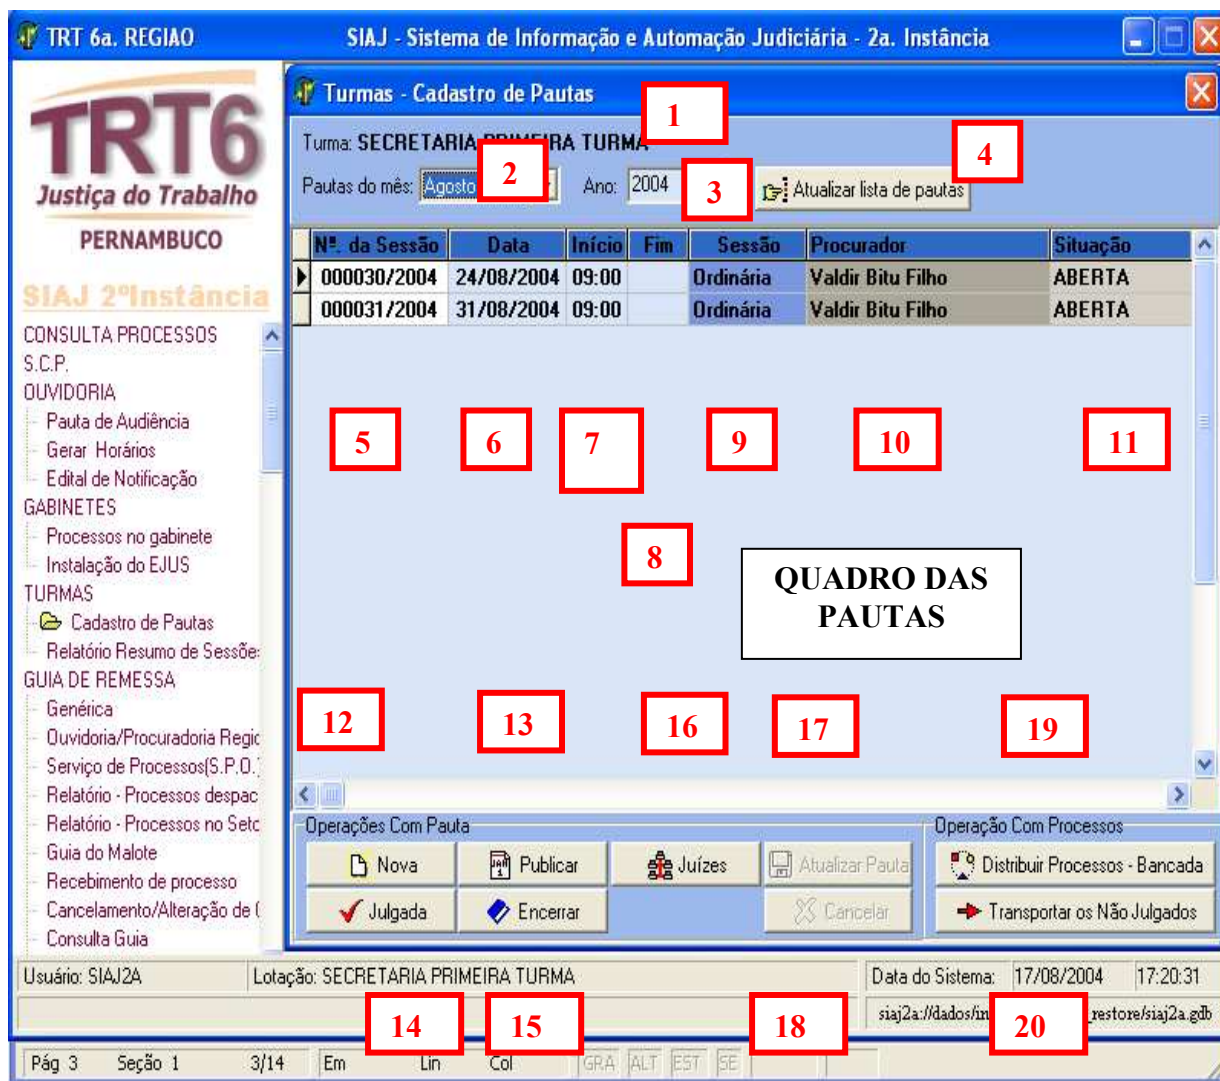 TRT 6a. REGIAO SIAJ - Sistema de Informação e Automação Judiciária - 2a. Instância
TRT6
Justiça do Trabalho
PERNAMBUCO
SIAJ 2ºInstância
CONSULTA PROCESSOS
S.C.P.
OUVIDORIA
Pauta de Audiência
Gerar Horários
Edital de Notificação
GABINETES
Processos no gabinete
Instalação do EJUS
TURMAS
Cadastro de Pautas
Relatório Resumo de Sessões
GUIA DE REMESSA
Genérica
Ouvidoria/Procuradoria Regic
Serviço de Processos(S.P.O.)
Relatório - Processos despac
Relatório - Processos no Seto
Guia do Malote
Recebimento de processo
Cancelamento/Alteração de
Consulta Guia
Turmas - Cadastro de Pautas
1
Turma: SECRETARIA PRIMEIRA TURMA
2
3
4
Pautas do mês: Agosto Ano: 2004 Atualizar lista de pautas
Nº. da Sessão Data Início Fim Sessão Procurador Situação
000030/2004 24/08/2004 09:00 Ordinária Valdir Bitu Filho ABERTA
000031/2004 31/08/2004 09:00 Ordinária Valdir Bitu Filho ABERTA
5 6 7 9 10 11
8
QUADRO DAS
PAUTAS
12 13 16 17 19
Operações Com Pauta Operação Com Processos
Nova Publicar Juízes Atualizar Pauta Distribuir Processos - Bancada
Julgada Encerrar Cancelar Transportar os Não Julgados
Usuário: SIAJ2A Lotação: SECRETARIA PRIMEIRA TURMA Data do Sistema: 17/08/2004 17:20:31
siaj2a://dados/in _restore/siaj2a.gdb
14 15 18 20
Pág 3 Seção 1 3/14 Em Lin Col GRA ALT EST SE